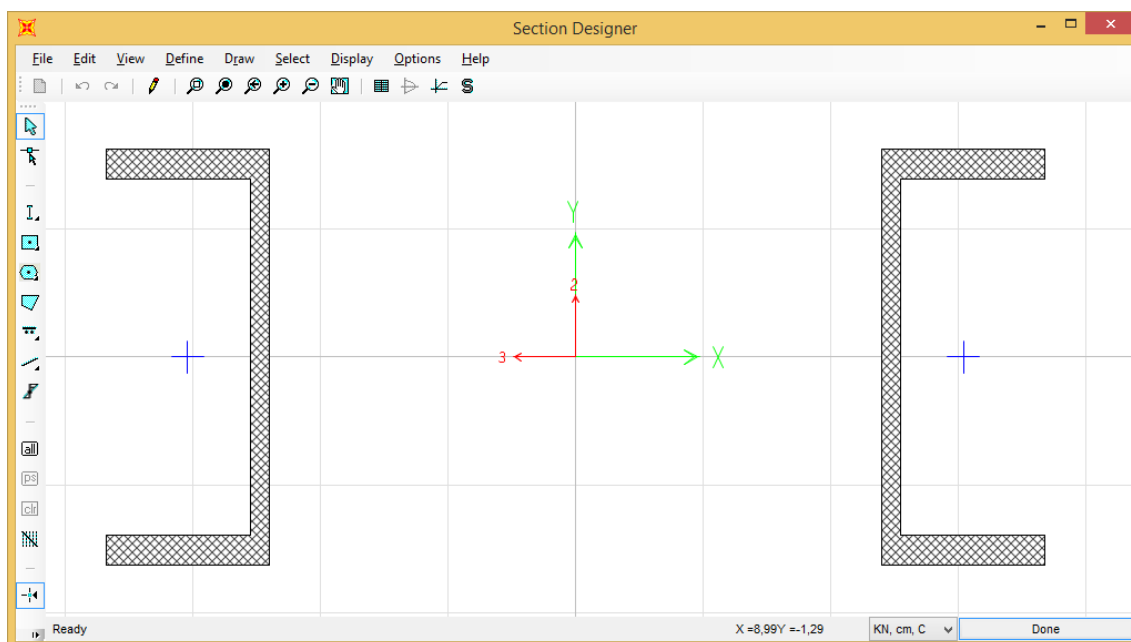 Section Designer
File Edit View Define Draw Select Display Options Help
S
Y
2
3
X
all
ps
clr
Ready X =8,99Y =-1,29 KN, cm, C Done